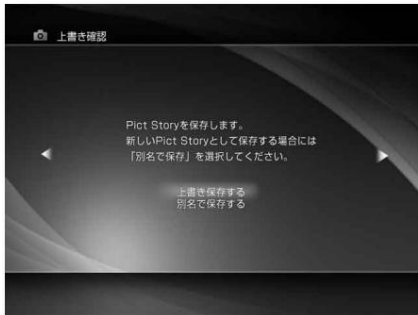 上書き確認
Pict Storyを保存します。
新しいPict Storyとして保存する場合には
「別名で保存」を選択してください。
上書き保存する
別名で保存する